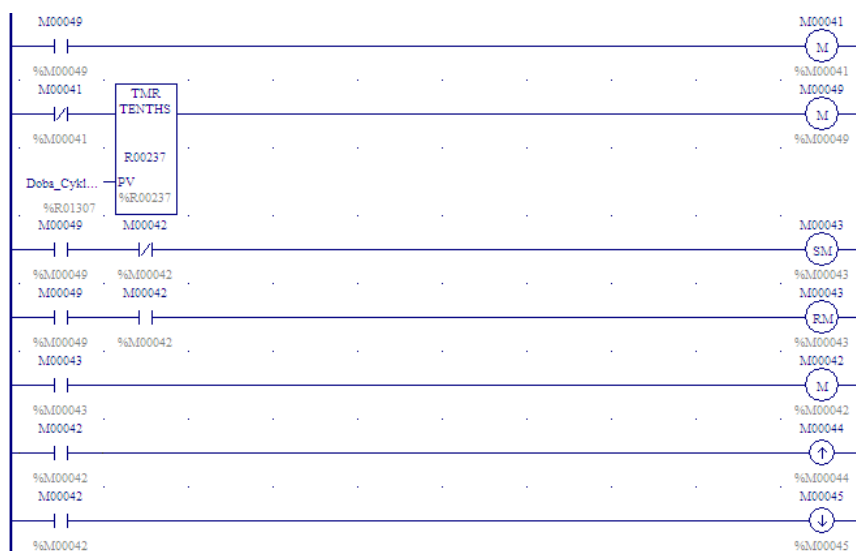 M00049 M00041
M
%M00049 %M00041
M00041 TMR M00049
TENTHS
M
%M00041 %M00049
R00237
Doba_Cykl... PV
%R01307 %R00237
M00049 M00042 M00043
SM
%M00049 %M00042 %M00043
M00049 M00042 M00043
RM
%M00049 %M00042 %M00043
M00043 M00042
M
%M00043 %M00042
M00042 M00044
↑
%M00042 %M00044
M00042 M00045
↓
%M00042 %M00045